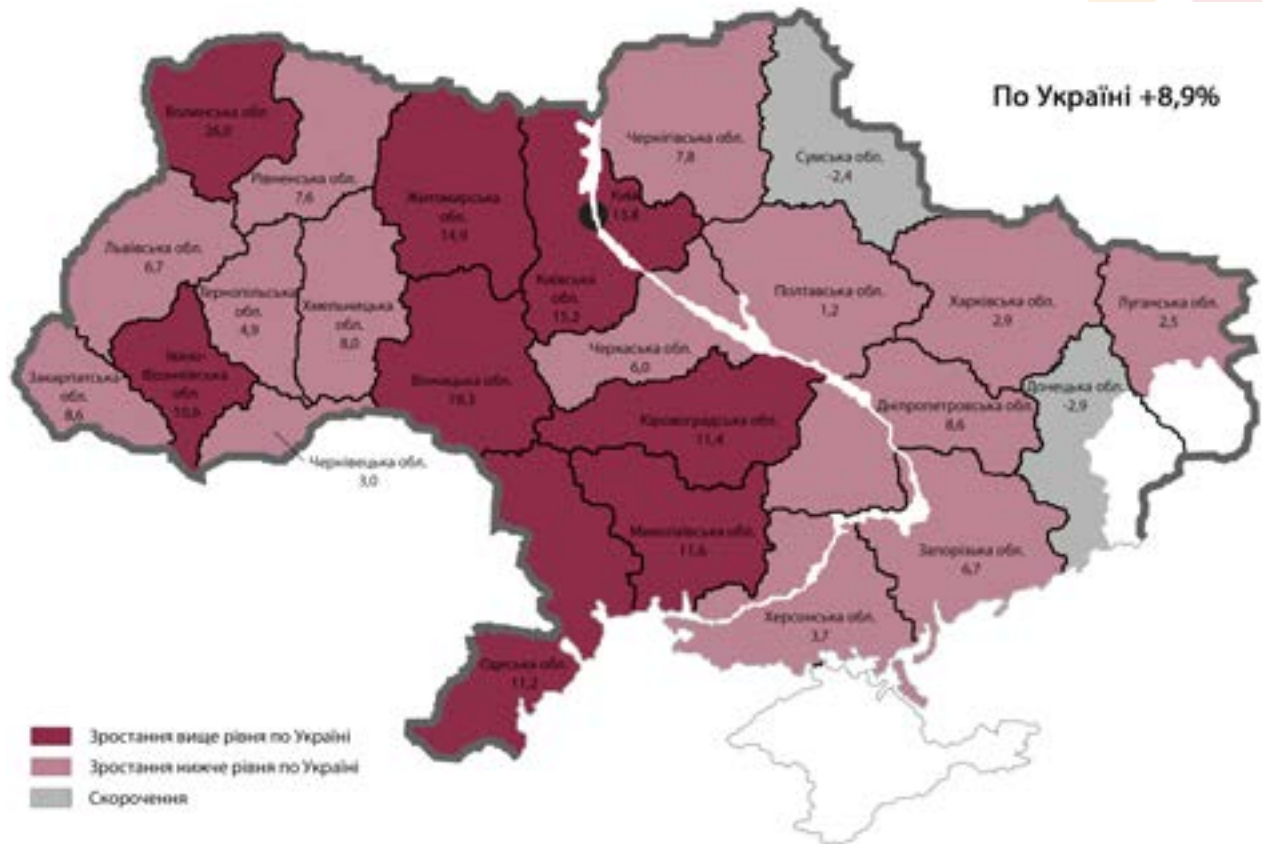 По Україні +8,9%
Волинська обл.
26,0
Рівненська обл.
7,6
Житомирська
обл.
14,9
Київ
13,8
Чернігівська обл.
7,8
Сумська обл.
-2,4
Львівська обл.
6,7
Тернопільська
обл.
4,9
Хмельницька
обл.
8,0
Київська
обл.
15,2
Полтавська обл.
1,2
Харківська обл.
2,9
Луганська обл.
2,5
Закарпатська
обл.
8,6
Івано-
обл.
10,6
Вінницька обл.
Черкаська обл.
6,0
Кіровоградська обл.
11,4
Дніпропетровська обл.
8,6
Донецька обл.
-2,9
Чернівецька обл.
3,0
Миколаївська обл.
11,6
Запорізька обл.
6,7
Херсонська обл.
3,7
Одеська обл.
11,2
Зростання вище рівня по Україні
Зростання нижче рівня по Україні
Скорочення